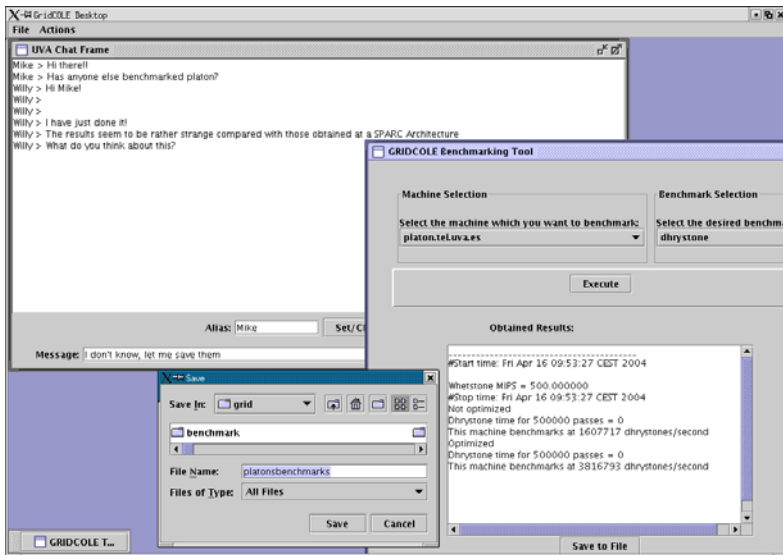 GridCOLE Desktop
File Actions
UVA Chat Frame
Mike > Hi there!!
Mike > Has anyone else benchmarked platon?
Willy > Hi Mike!
Willy >
Willy >
Willy > I have just done it!
Willy > The results seem to be rather strange compared with those obtained at a SPARC Architecture
Willy > What do you think about this?
Alias: Mike
Set/Cl
Message: I don't know, let me save them
GRIDCOLE Benchmarking Tool
Machine Selection
Select the machine which you want to benchmark:
platon.tel.uva.es
Benchmark Selection
Select the desired benchma
dhrystone
Execute
Obtained Results:
----------------------------------------
#Start time: Fri Apr 16 09:53:27 CEST 2004
Whetstone MIPS = 500.000000
#Stop time: Fri Apr 16 09:53:27 CEST 2004
Not optimized
Dhrystone time for 500000 passes = 0
This machine benchmarks at 1607717 dhrystones/second
Optimized
Dhrystone time for 500000 passes = 0
This machine benchmarks at 3816793 dhrystones/second
Save to File
Save
Save In: grid
benchmark
File Name: platonsbenchmarks
Files of Type: All Files
Save Cancel
GRIDCOLE T...